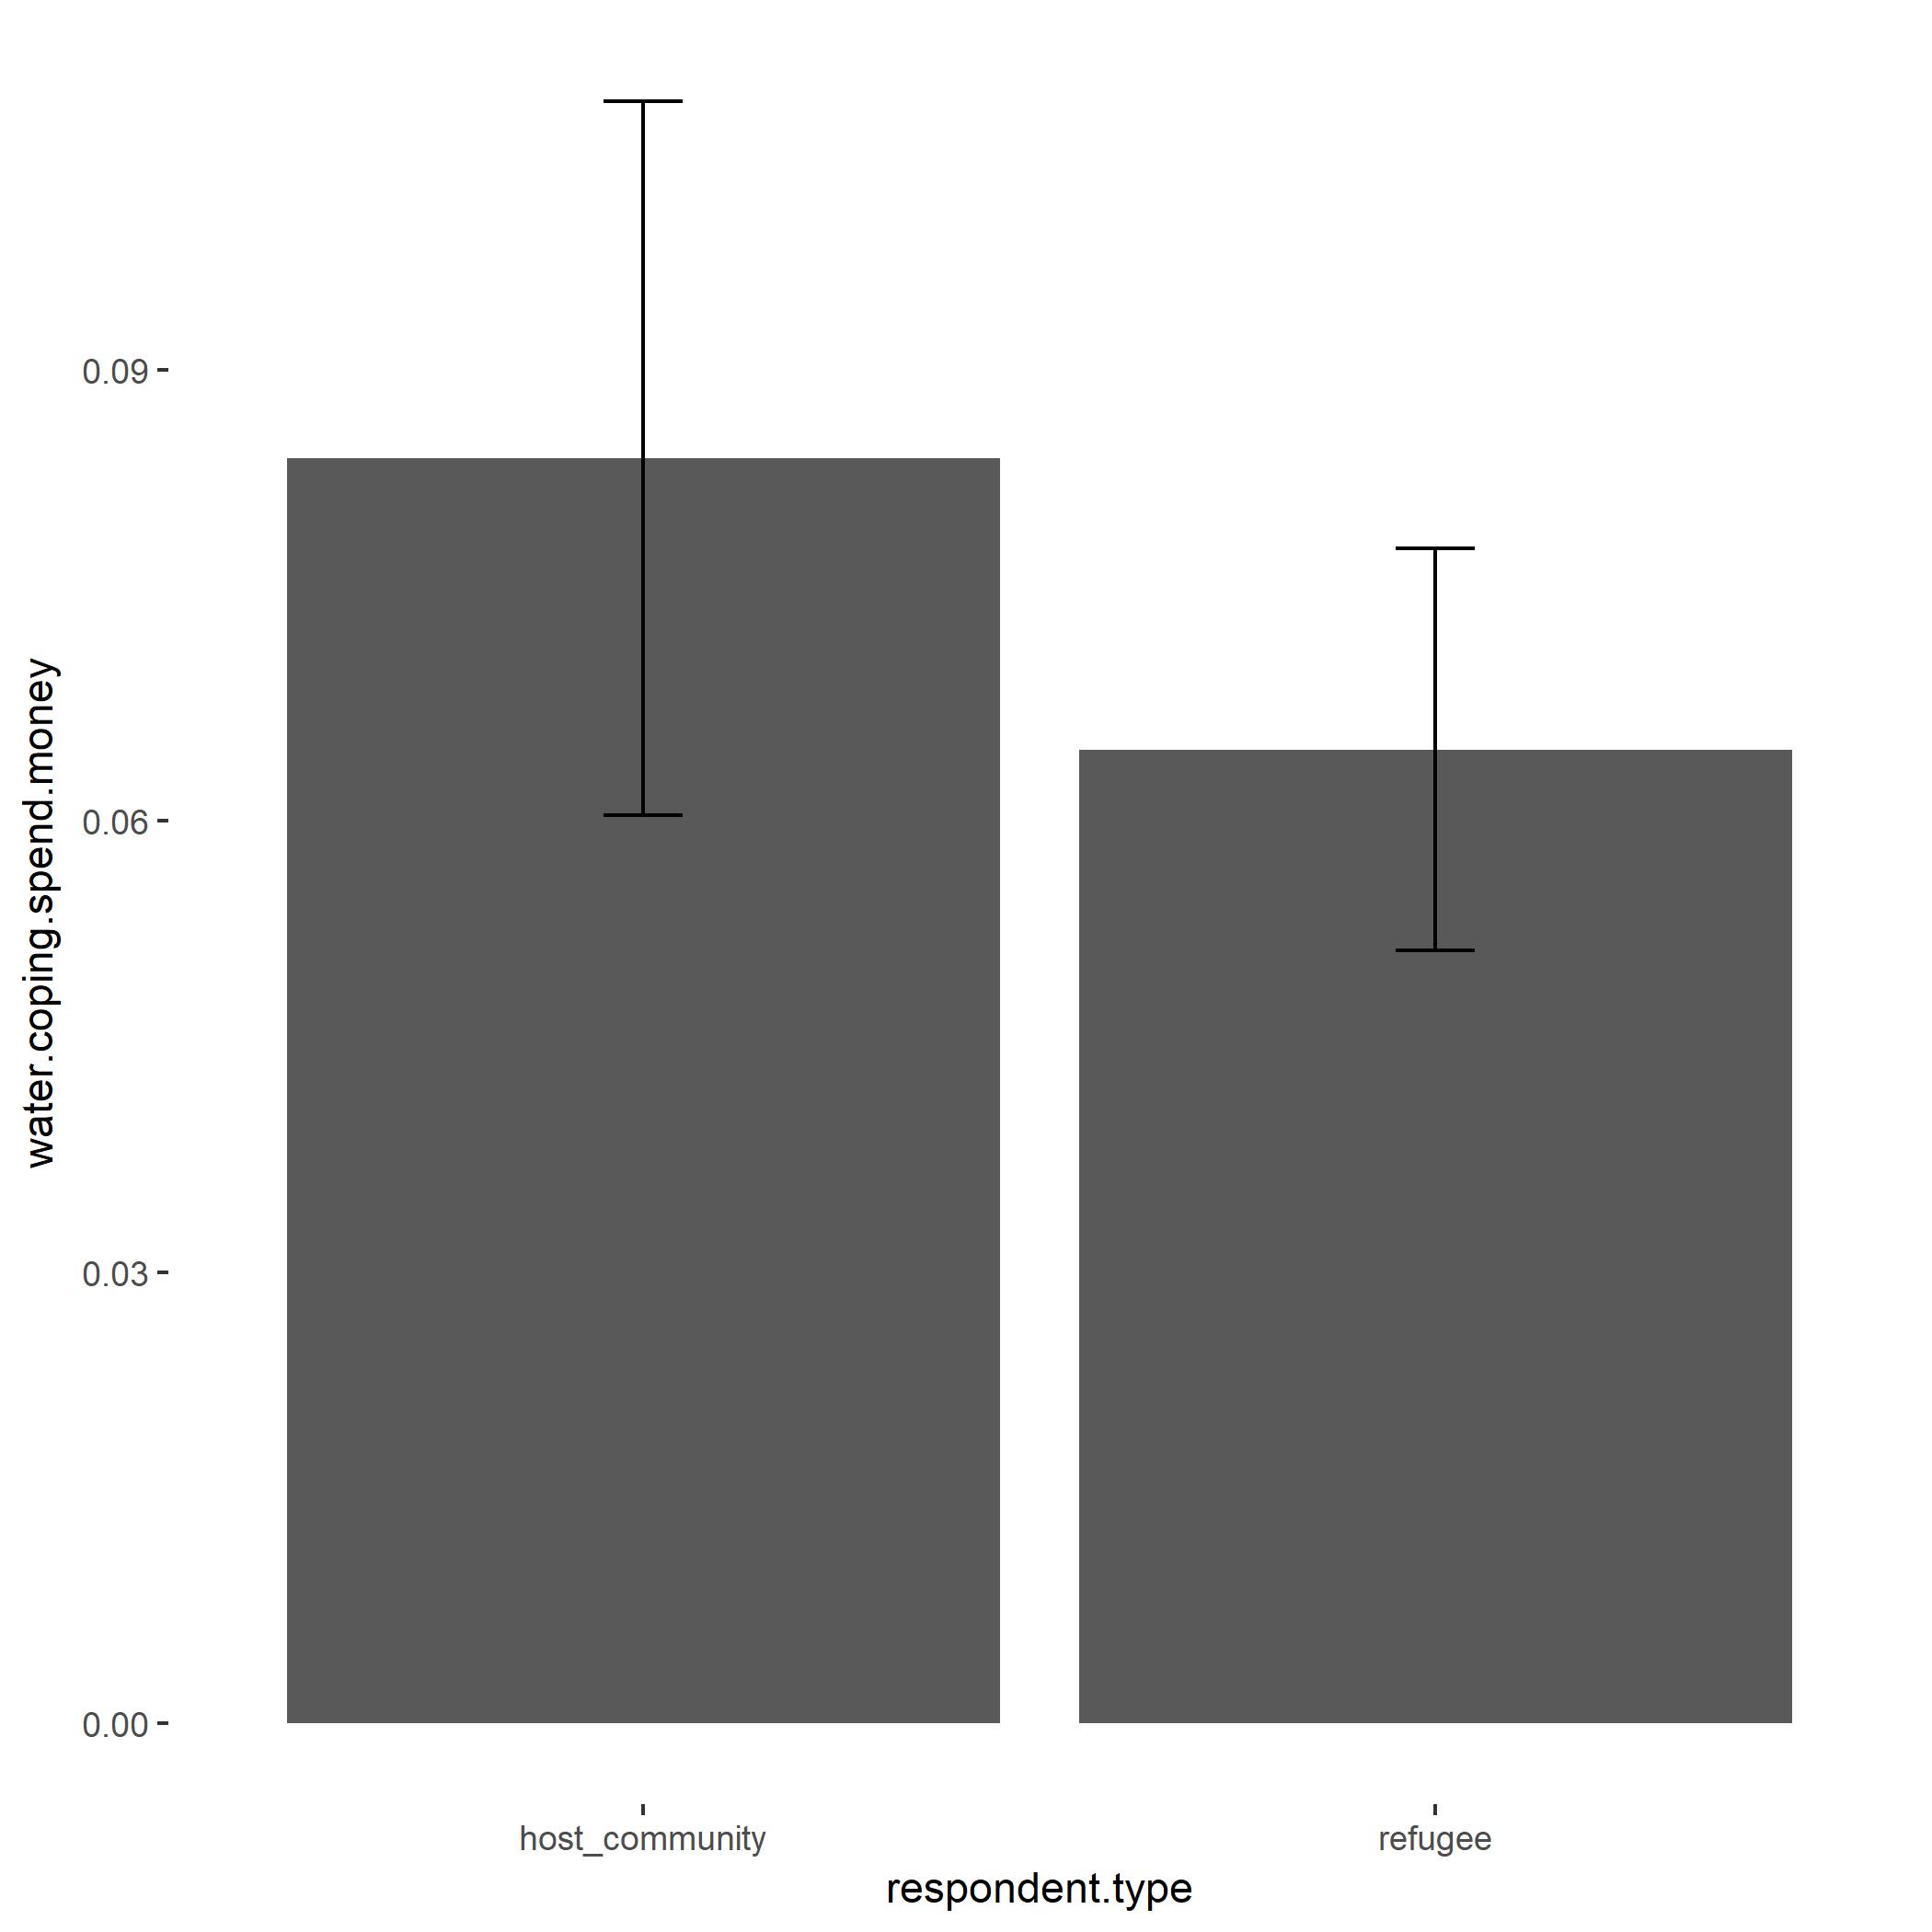 water.coping.spend.money
0.09
0.06
0.03
0.00
host_community
refugee
respondent.type